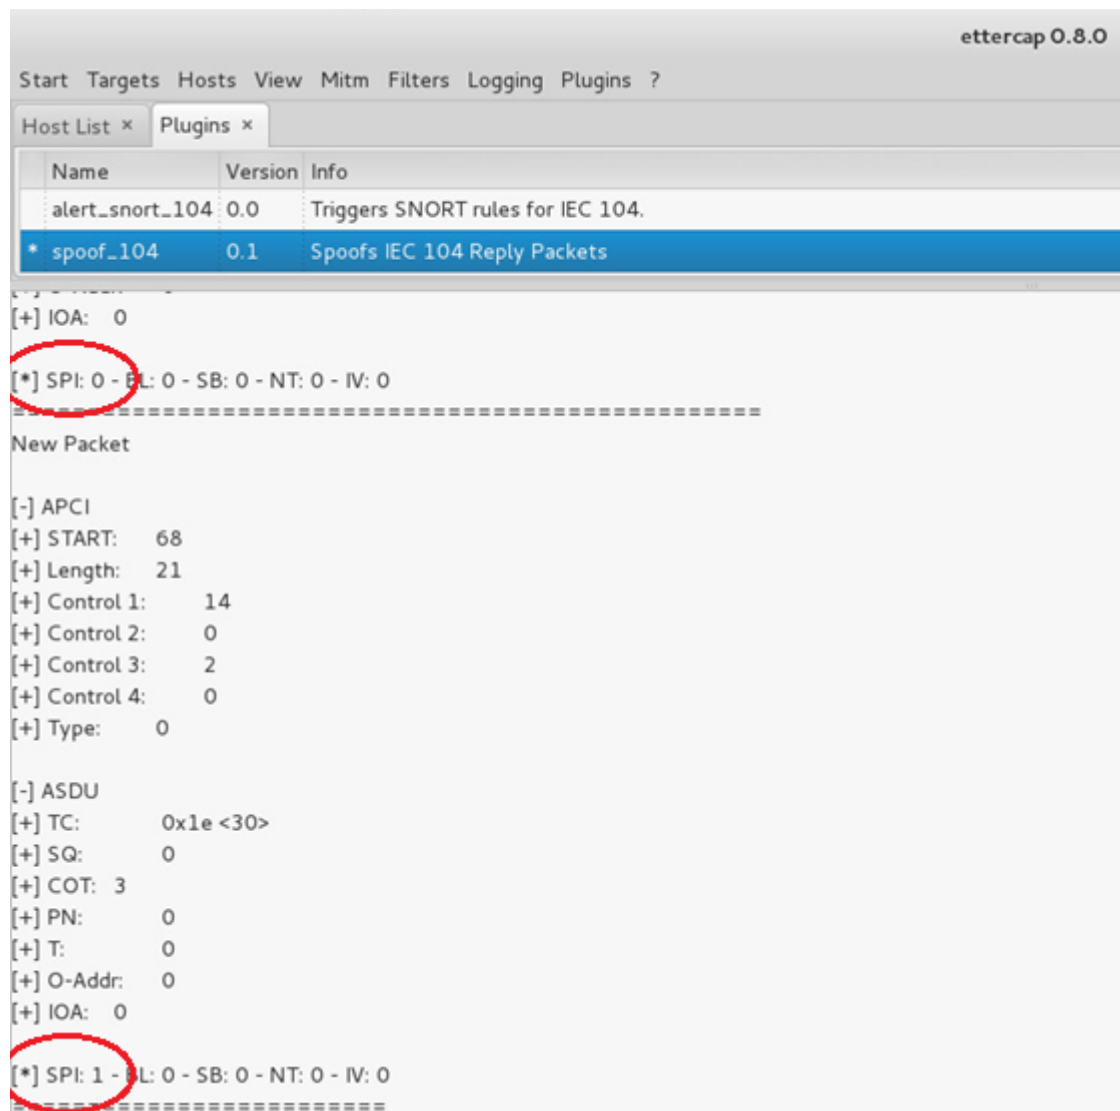 ettercap 0.8.0
Start Targets Hosts View Mitm Filters Logging Plugins ?
Host List × Plugins ×
Name Version Info
alert_snort_104 0.0 Triggers SNORT rules for IEC 104.
* spoof_104 0.1 Spoofs IEC 104 Reply Packets
[+] IOA: 0
[*] SPI: 0 - BL: 0 - SB: 0 - NT: 0 - IV: 0
==================================================
New Packet
[-] APCI
[+] START: 68
[+] Length: 21
[+] Control 1: 14
[+] Control 2: 0
[+] Control 3: 2
[+] Control 4: 0
[+] Type: 0
[-] ASDU
[+] TC: 0x1e <30>
[+] SQ: 0
[+] COT: 3
[+] PN: 0
[+] T: 0
[+] O-Addr: 0
[+] IOA: 0
[*] SPI: 1 - BL: 0 - SB: 0 - NT: 0 - IV: 0
=========================